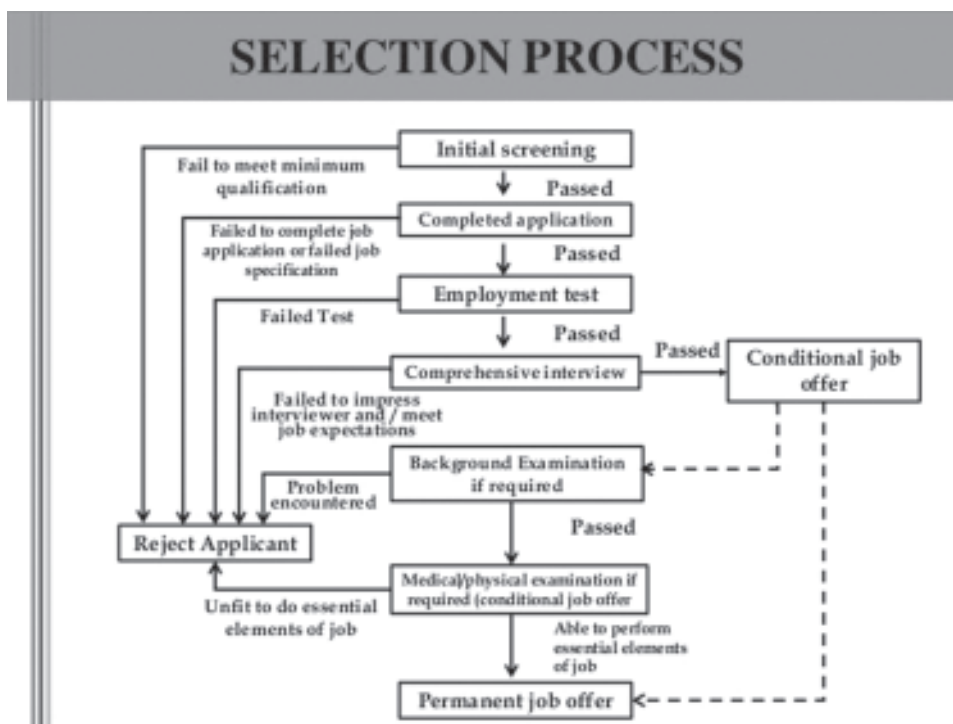 SELECTION PROCESS
Initial screening
Fail to meet minimum
qualification
Passed
Completed application
Failed to complete job
application or failed job
specification
Passed
Employment test
Failed Test
Passed
Comprehensive interview
Passed
Conditional job
offer
Failed to impress
interviewer and / meet
job expectations
Background Examination
if required
Problem
encountered
Passed
Reject Applicant
Medical/physical examination if
required (conditional job offer
Unfit to do essential
elements of job
Able to perform
essential elements
of job
Permanent job offer